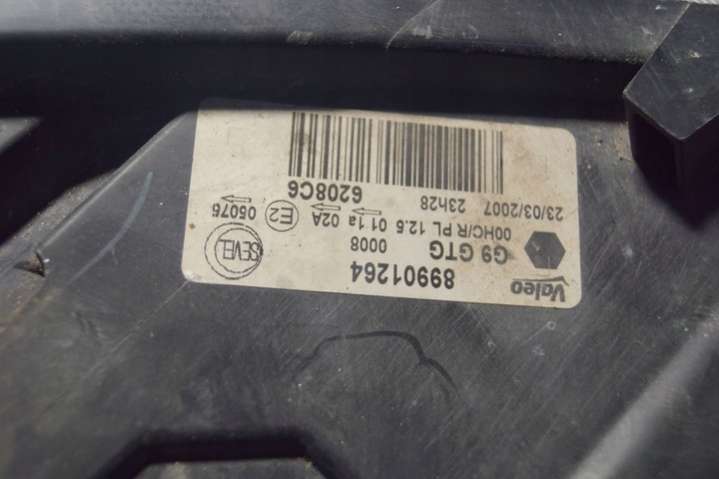 Valeo
89901264
G9 GTG 0008
SEVEL
00HC/R PL 12.5 01 1a 02A E2 05075
23/03/2007 23h28 6208C6